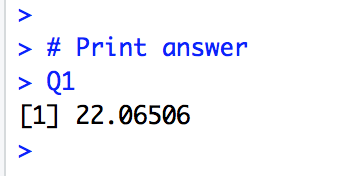 >
> # Print answer
> Q1
[1] 22.06506
>